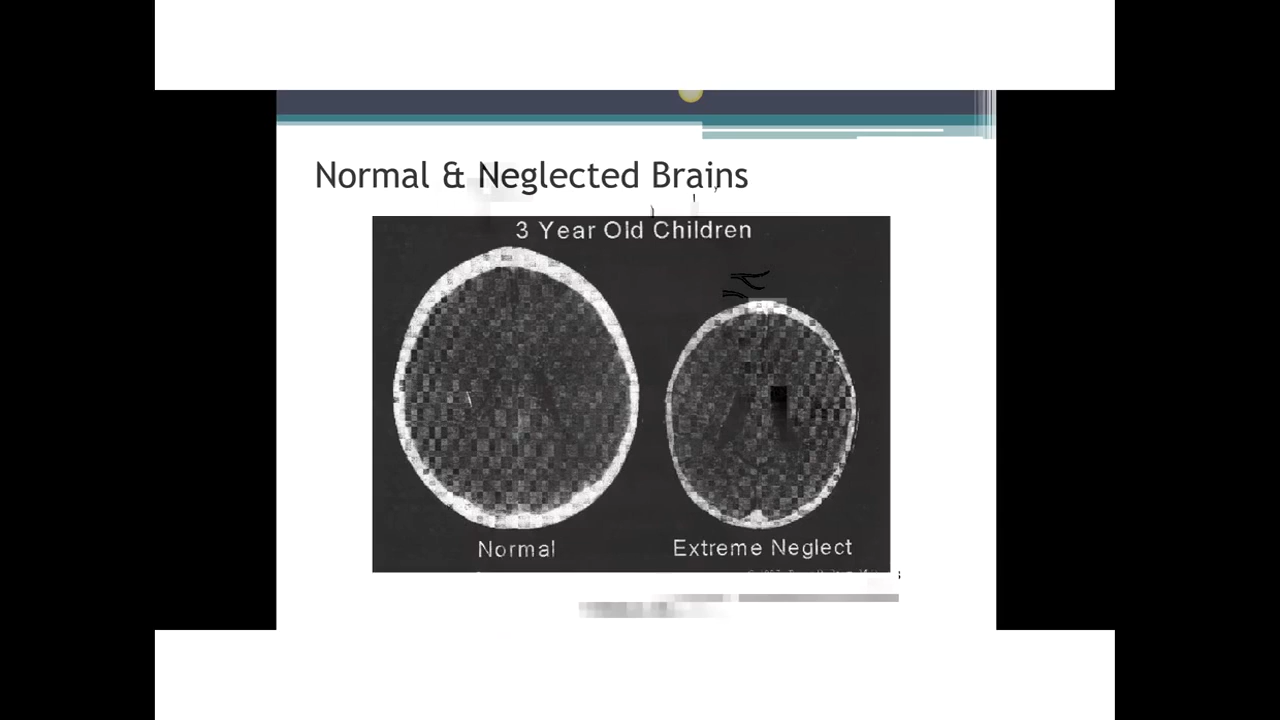 Normal & Neglected Brains
3 Year Old Children
Normal
Extreme Neglect